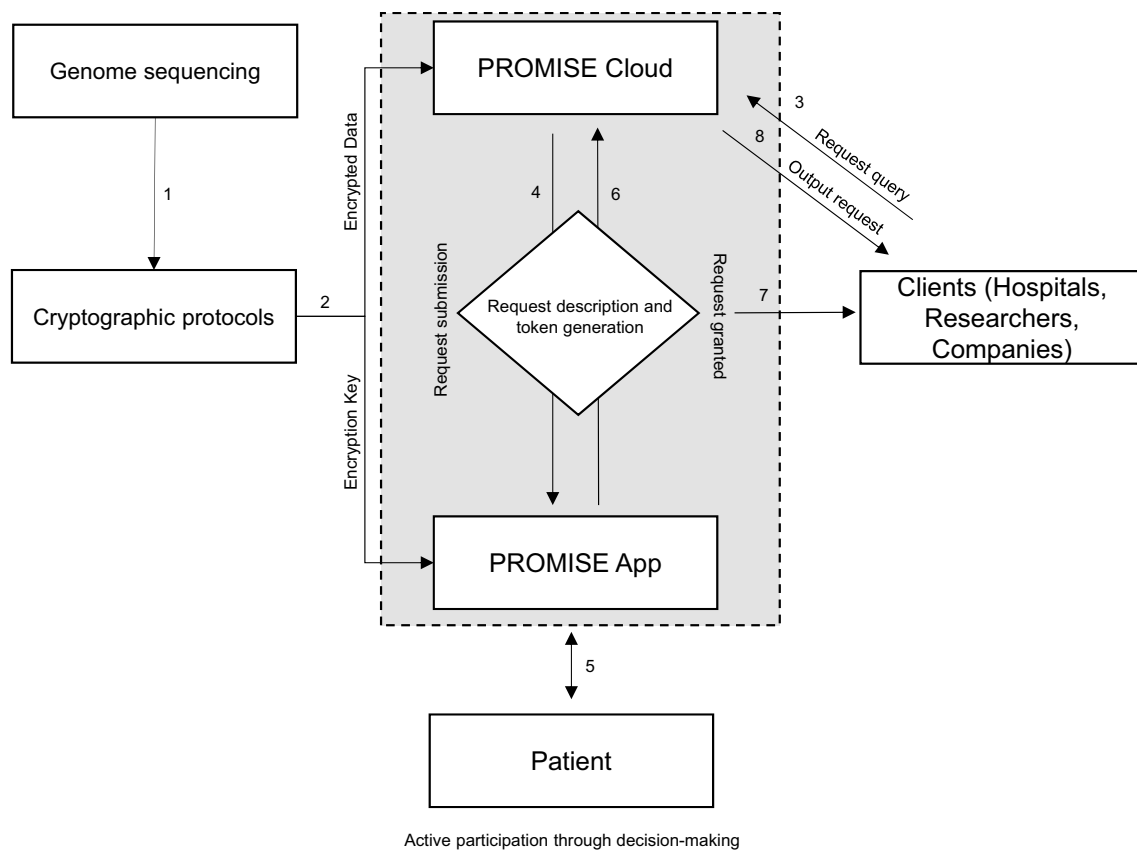 Genome sequencing
PROMISE Cloud
3
Request query
8
Output request
Encrypted Data
4
6
1
Cryptographic protocols
2
Request submission
Request description and
token generation
Request granted
7
Clients (Hospitals,
Researchers,
Companies)
Encryption Key
PROMISE App
5
Patient
Active participation through decision-making